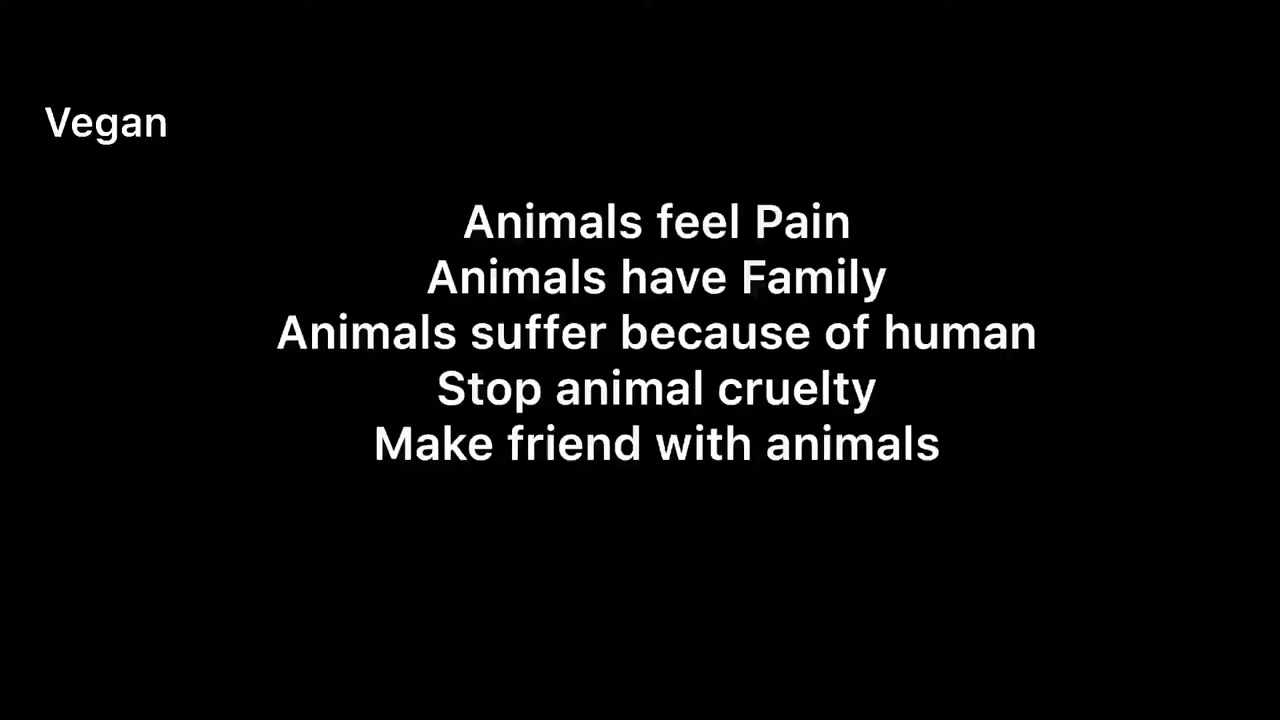 Vegan
Animals feel Pain
Animals have Family
Animals suffer because of human
Stop animal cruelty
Make friend with animals